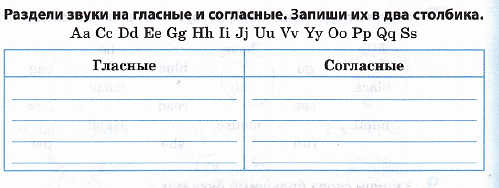 Раздели звуки на гласные и согласные. Запиши их в два столбика.
Aa Cc Dd Ee Gg Hh Ii Jj Uu Vv Yy Oo Pp Qq Ss
Гласные Согласные